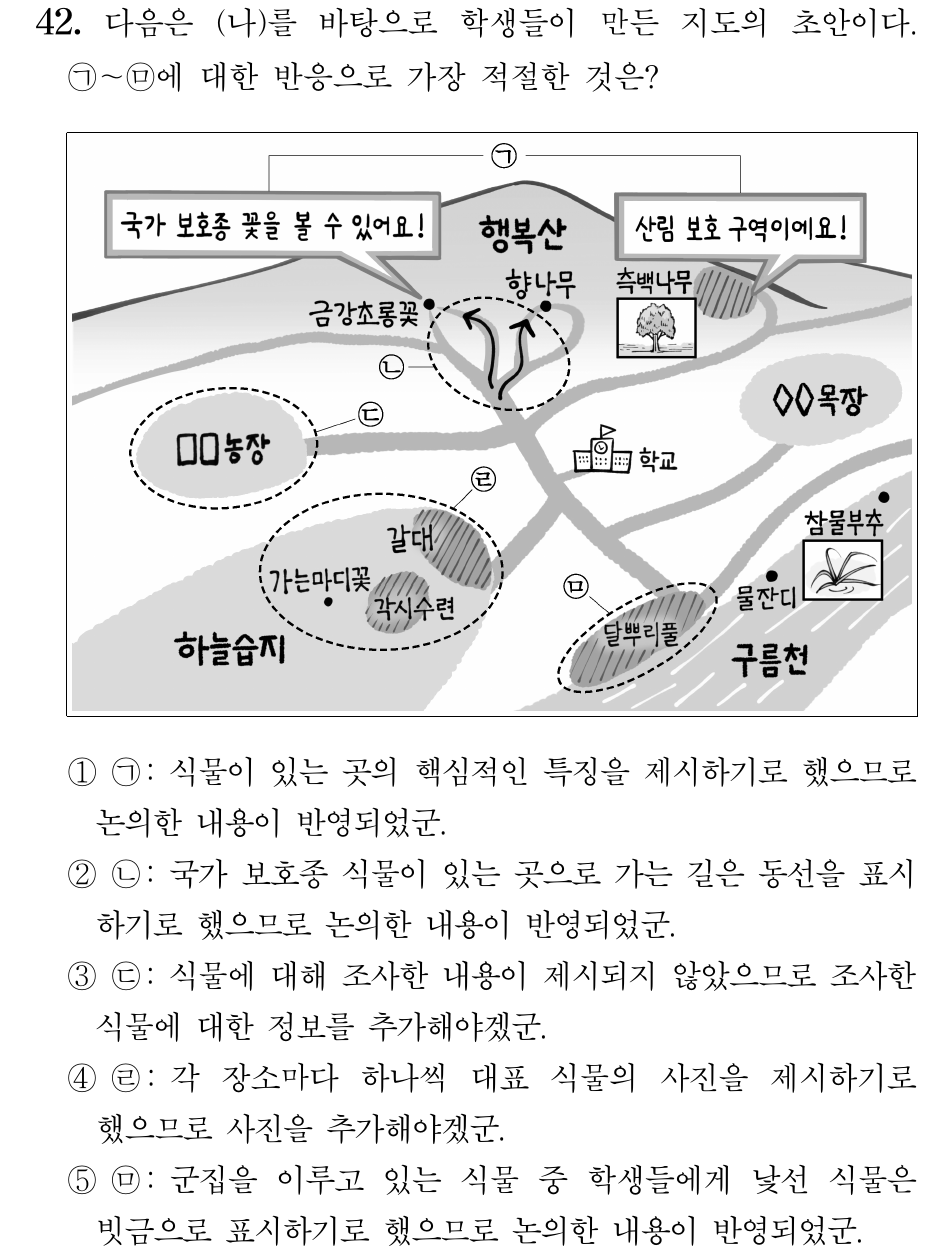 42. 다음은 (나)를 바탕으로 학생들이 만든 지도의 초안이다.
㉠~㉤에 대한 반응으로 가장 적절한 것은?
㉠
국가 보호종 꽃을 볼 수 있어요!
행복산
산림 보호 구역이에요!
향나무
측백나무
금강초롱꽃
㉡
◇◇목장
㉢
□□농장
학교
㉣
갈대
참물부추
가는마디꽃
각시수련
㉤
물잔디
달뿌리풀
하늘습지
구름천
① ㉠: 식물이 있는 곳의 핵심적인 특징을 제시하기로 했으므로
논의한 내용이 반영되었군.
② ㉡: 국가 보호종 식물이 있는 곳으로 가는 길은 동선을 표시
하기로 했으므로 논의한 내용이 반영되었군.
③ ㉢: 식물에 대해 조사한 내용이 제시되지 않았으므로 조사한
식물에 대한 정보를 추가해야겠군.
④ ㉣: 각 장소마다 하나씩 대표 식물의 사진을 제시하기로
했으므로 사진을 추가해야겠군.
⑤ ㉤: 군집을 이루고 있는 식물 중 학생들에게 낯선 식물은
빗금으로 표시하기로 했으므로 논의한 내용이 반영되었군.